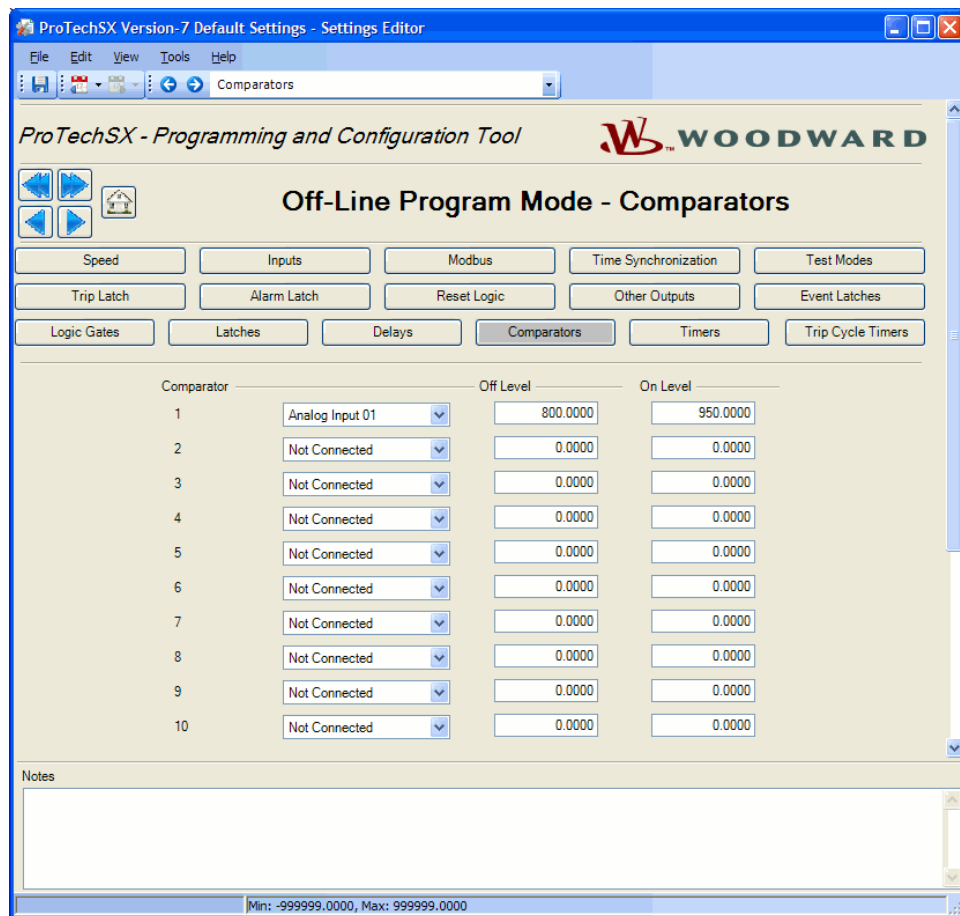 ProTechSX Version-7 Default Settings - Settings Editor
File Edit View Tools Help
Comparators
ProTechSX - Programming and Configuration Tool
WOODWARD
Off-Line Program Mode - Comparators
Speed Inputs Modbus Time Synchronization Test Modes
Trip Latch Alarm Latch Reset Logic Other Outputs Event Latches
Logic Gates Latches Delays Comparators Timers Trip Cycle Timers
Comparator Off Level On Level
1 Analog Input 01 800.0000 950.0000
2 Not Connected 0.0000 0.0000
3 Not Connected 0.0000 0.0000
4 Not Connected 0.0000 0.0000
5 Not Connected 0.0000 0.0000
6 Not Connected 0.0000 0.0000
7 Not Connected 0.0000 0.0000
8 Not Connected 0.0000 0.0000
9 Not Connected 0.0000 0.0000
10 Not Connected 0.0000 0.0000
Notes
Min: -999999.0000, Max: 999999.0000